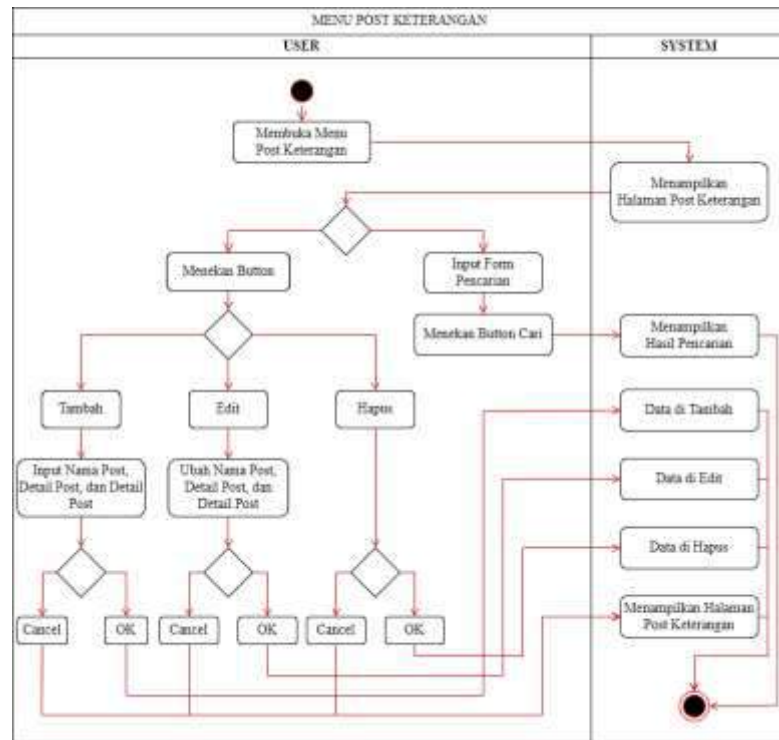 MENU POST KETERANGAN
USER
SYSTEM
Membuka Menu
Post Keterangan
Menampilkan
Halaman Post Keterangan
Menekan Button
Input Form
Pencarian
Menekan Button Cari
Menampilkan
Hasil Pencarian
Tambah
Edit
Hapus
Data di Tambah
Input Nama Post,
Detail Post, dan Detail
Post
Ubah Nama Post,
Detail Post, dan
Detail Post
Data di Edit
Data di Hapus
Cancel
OK
Cancel
OK
Cancel
OK
Menampilkan Halaman
Post Keterangan